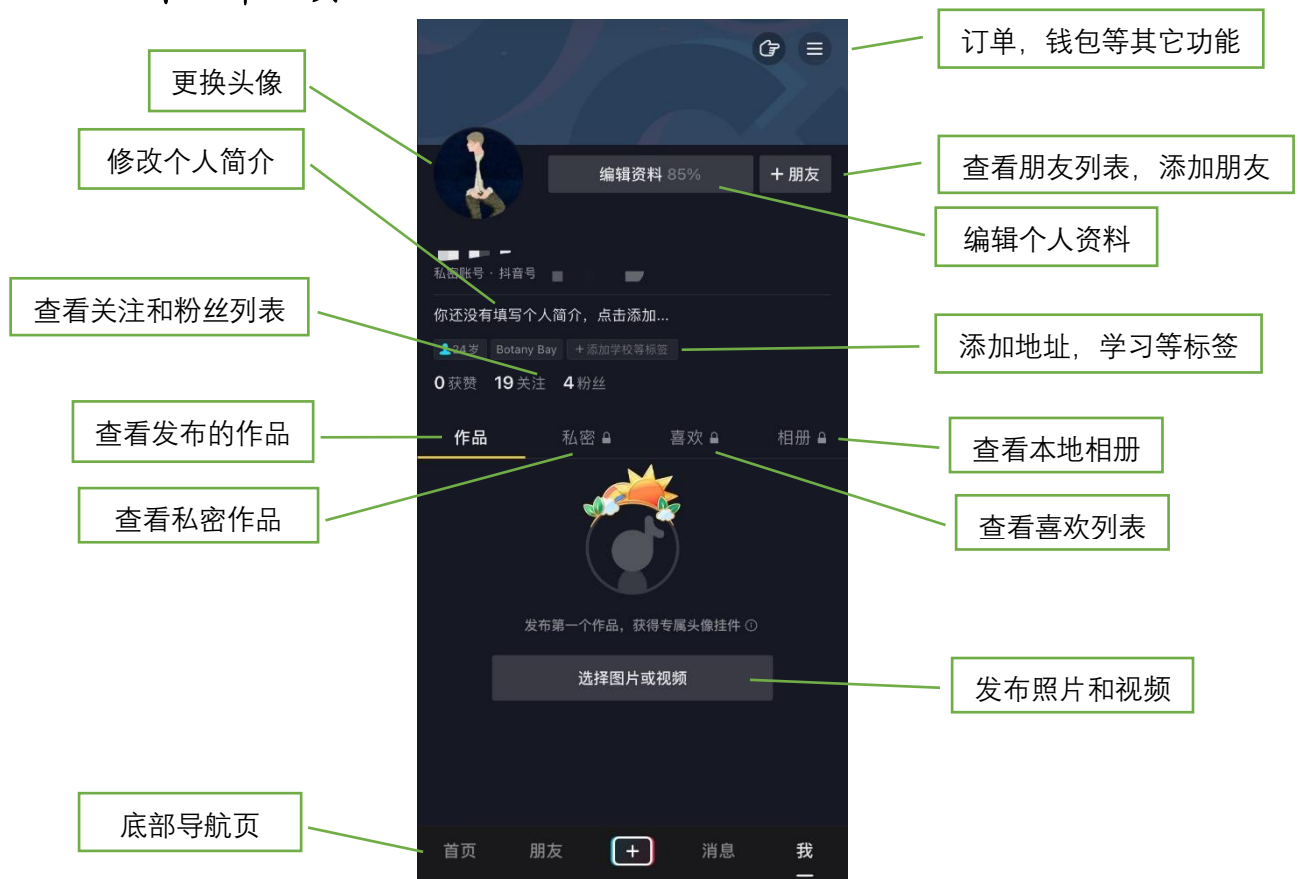 订单，钱包等其它功能
更换头像
修改个人简介
编辑资料 85%
+ 朋友
查看朋友列表，添加朋友
编辑个人资料
私密账号 · 抖音号
查看关注和粉丝列表
你还没有填写个人简介，点击添加...
24岁 Botany Bay +添加学校等标签
添加地址，学习等标签
0 获赞 19 关注 4 粉丝
查看发布的作品
作品 私密 喜欢 相册
查看本地相册
查看私密作品
查看喜欢列表
发布第一个作品，获得专属头像挂件
选择图片或视频
发布照片和视频
底部导航页
首页 朋友 + 消息 我